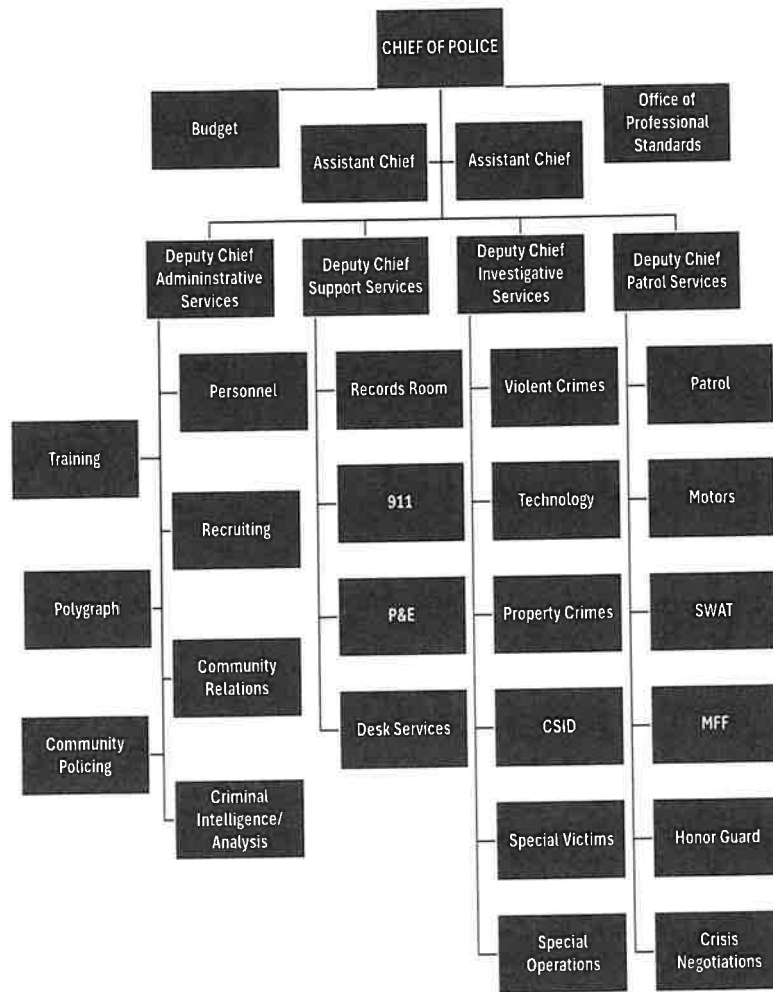 CHIEF OF POLICE
Budget
Office of
Professional
Standards
Assistant Chief
Assistant Chief
Deputy Chief
Admininstrative
Services
Deputy Chief
Support Services
Deputy Chief
Investigative
Services
Deputy Chief
Patrol Services
Personnel
Records Room
Violent Crimes
Patrol
Training
911
Technology
Motors
Recruiting
Polygraph
P&E
Property Crimes
SWAT
Community
Relations
Desk Services
CSID
MFF
Community
Policing
Criminal
Intelligence/
Analysis
Special Victims
Honor Guard
Special
Operations
Crisis
Negotiations